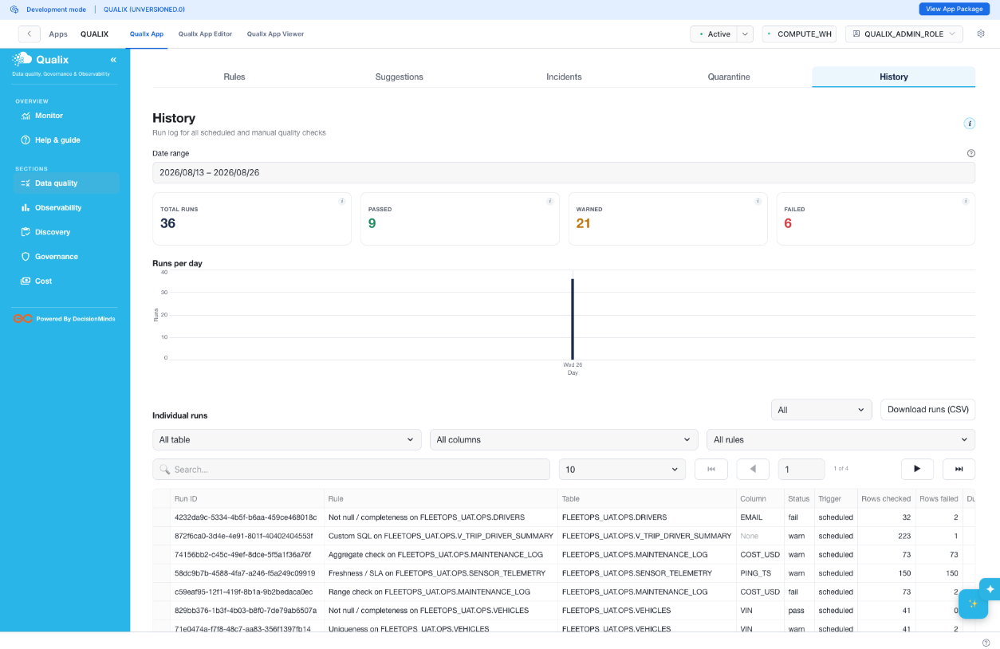 Development mode | QUALIX (UNVERSIONED.0) View App Package
Apps QUALIX Qualix App Qualix App Editor Qualix App Viewer Active COMPUTE_WH QUALIX_ADMIN_ROLE
Qualix «
Data quality, Governance & Observability
OVERVIEW
Monitor
Help & guide
SECTIONS
Data quality
Observability
Discovery
Governance
Cost
Powered By DecisionMinds
Rules Suggestions Incidents Quarantine History
History
Run log for all scheduled and manual quality checks
Date range
2026/08/13 – 2026/08/26
TOTAL RUNS
36
PASSED
9
WARNED
21
FAILED
6
Runs per day
40
30
20
10
0
Runs
Wed 26
Day
Individual runs
All Download runs (CSV)
All table All columns All rules
Search... 10 1 1 of 4
Run ID Rule Table Column Status Trigger Rows checked Rows failed Du
4232da9c-5334-4b5f-b6aa-459ce468018c Not null / completeness on FLEETOPS_UAT.OPS.DRIVERS FLEETOPS_UAT.OPS.DRIVERS EMAIL fail scheduled 32 2
872f6ca0-3d4e-4e91-801f-40402404553f Custom SQL on FLEETOPS_UAT.OPS.V_TRIP_DRIVER_SUMMARY FLEETOPS_UAT.OPS.V_TRIP_DRIVER_SUMMARY None warn scheduled 223 1
74156bb2-c45c-49ef-8dce-5f5a1f36a76f Aggregate check on FLEETOPS_UAT.OPS.MAINTENANCE_LOG FLEETOPS_UAT.OPS.MAINTENANCE_LOG COST_USD warn scheduled 73 73
58dc9b7b-4588-4fa7-a246-f5a249c09919 Freshness / SLA on FLEETOPS_UAT.OPS.SENSOR_TELEMETRY FLEETOPS_UAT.OPS.SENSOR_TELEMETRY PING_TS warn scheduled 150 150
c59eaf95-12f1-419f-8b1a-9b2bedaca0ec Range check on FLEETOPS_UAT.OPS.MAINTENANCE_LOG FLEETOPS_UAT.OPS.MAINTENANCE_LOG COST_USD fail scheduled 73 2
829bb376-1b3f-4b03-b8f0-7de79ab6507a Not null / completeness on FLEETOPS_UAT.OPS.VEHICLES FLEETOPS_UAT.OPS.VEHICLES VIN pass scheduled 41 0
71e0474a-f7f8-48c7-aa83-356f1397fb14 Uniqueness on FLEETOPS_UAT.OPS.VEHICLES FLEETOPS_UAT.OPS.VEHICLES VIN warn scheduled 41 2